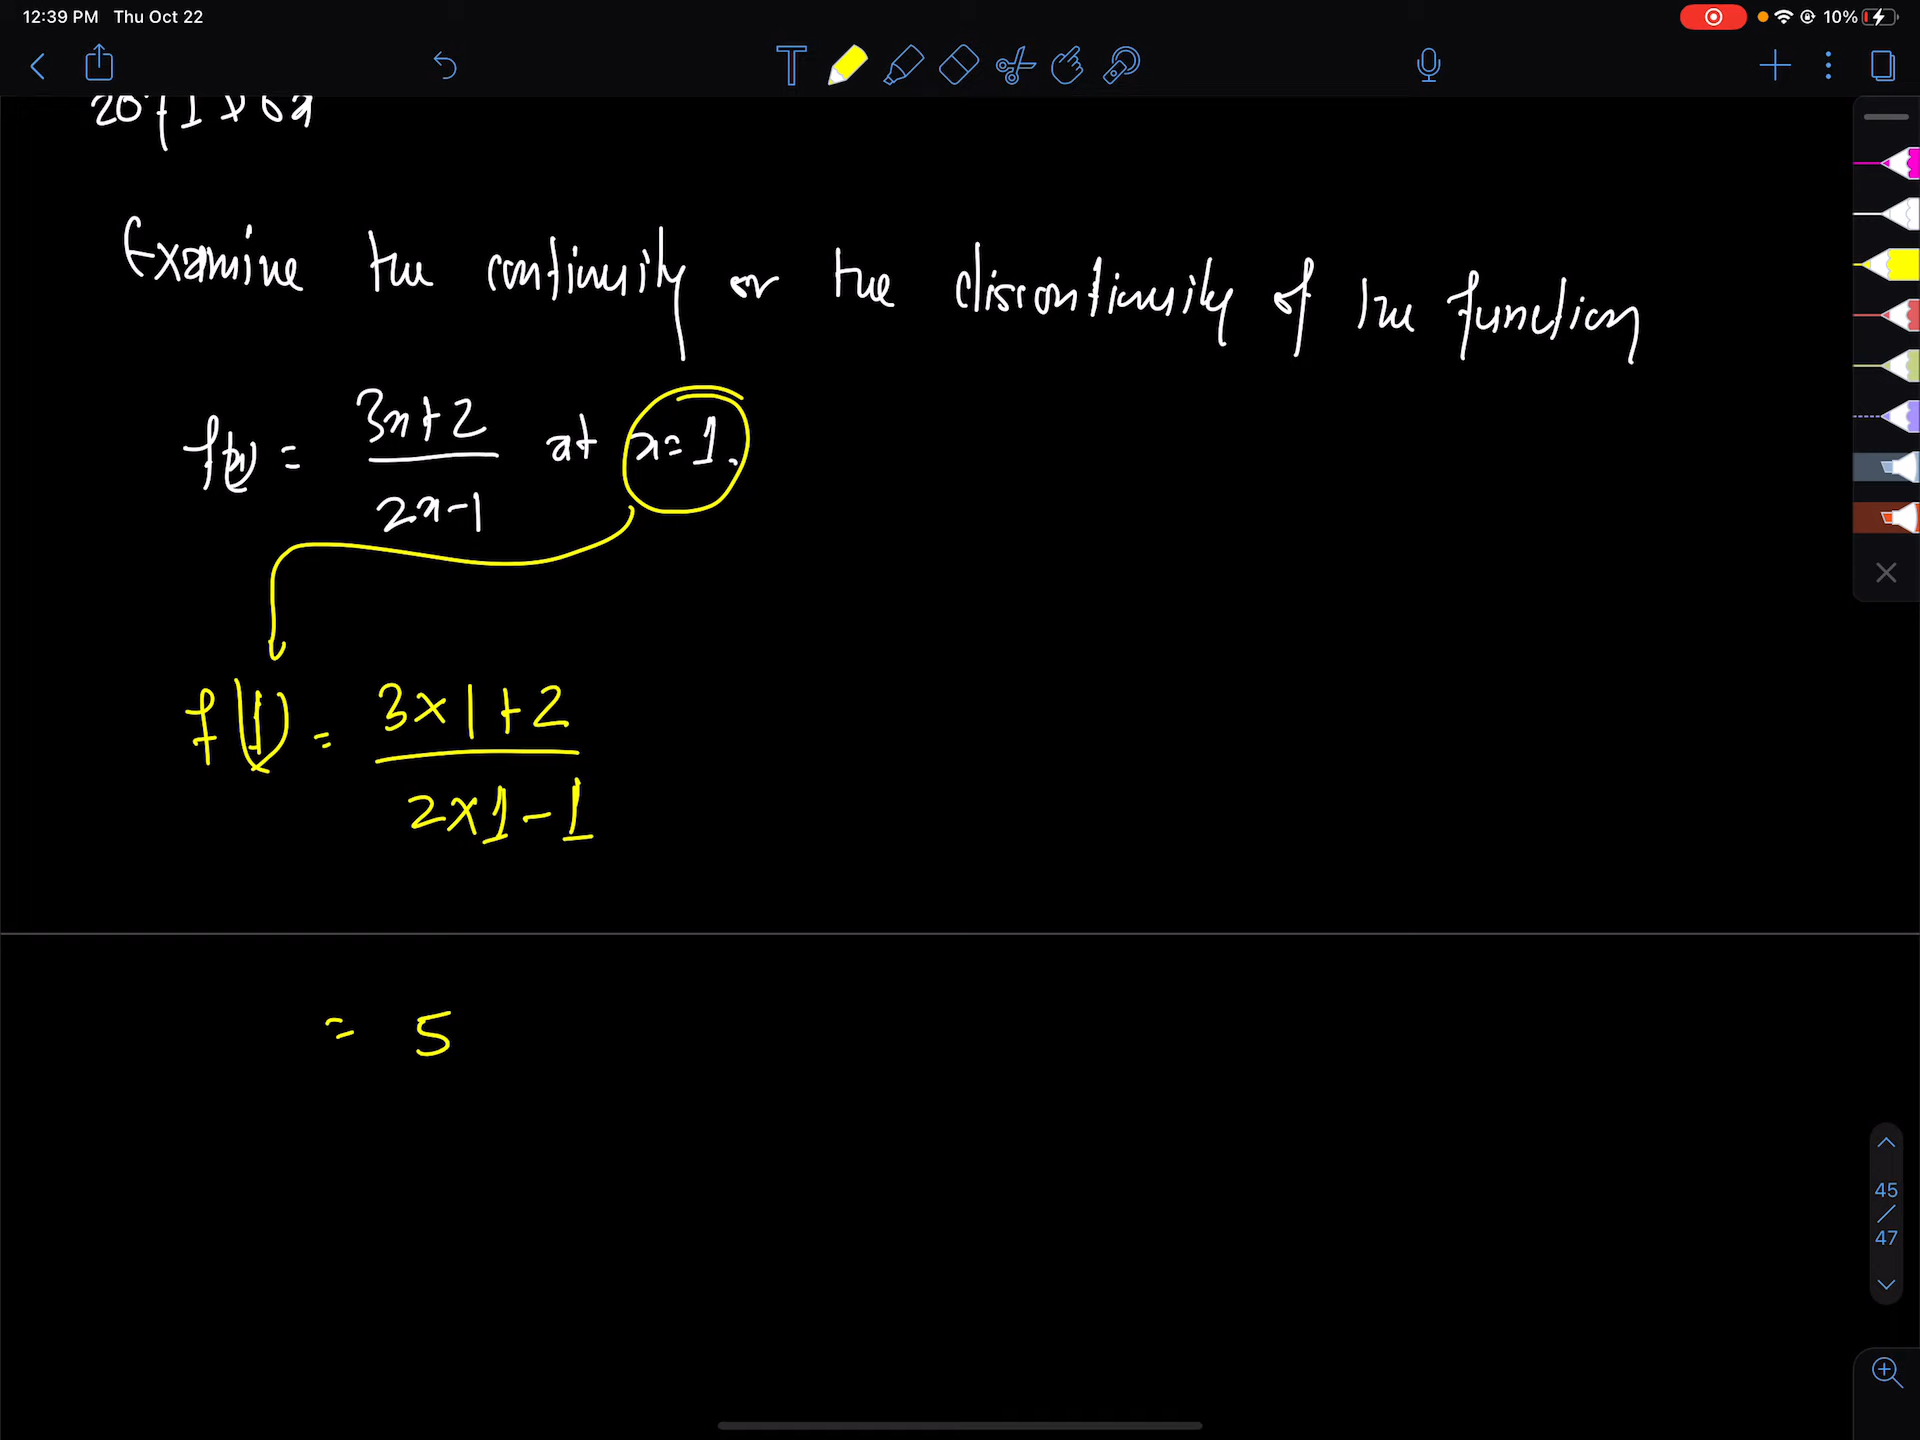 12:39 PM Thu Oct 22
10%
Examine the continuity or the discontinuity of the function
f(x) = 3x+2 / 2x-1 at x=1.
f(1) = 3×1+2 / 2×1-1
= 5
45
/
47